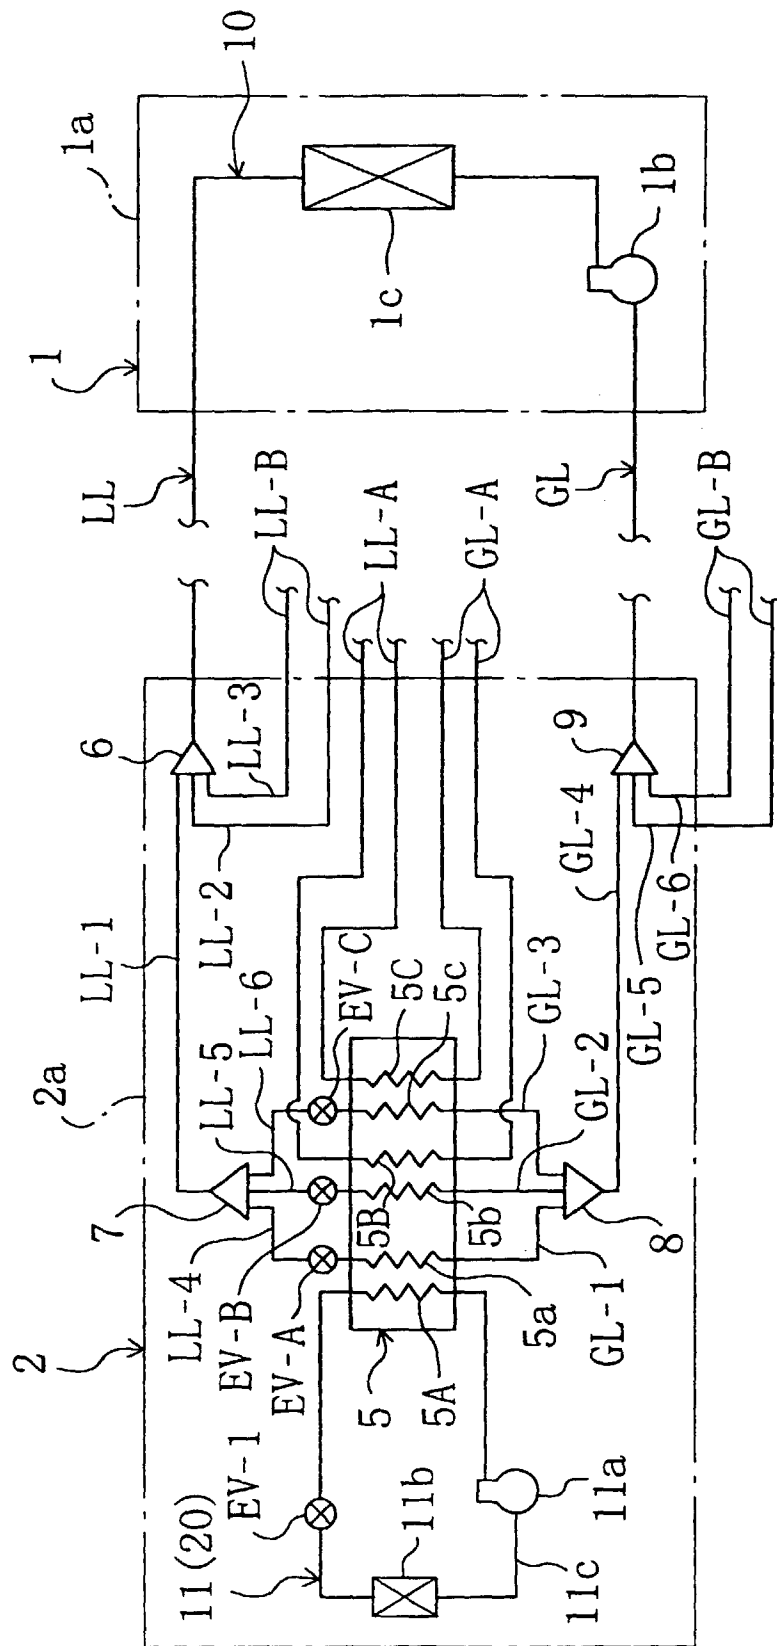 10
1a
1b
1c
1
LL
LL-B
LL-A
GL-A
GL
GL-B
6
LL-3
9
LL-2
GL-4
GL-6
GL-5
LL-1
LL-6
EV-C
5C
5c
GL-3
2a
LL-5
GL-2
7
5B
5b
8
LL-4
EV-B
EV-A
5a
GL-1
2
5
5A
EV-1
11b
11a
11(20)
11c